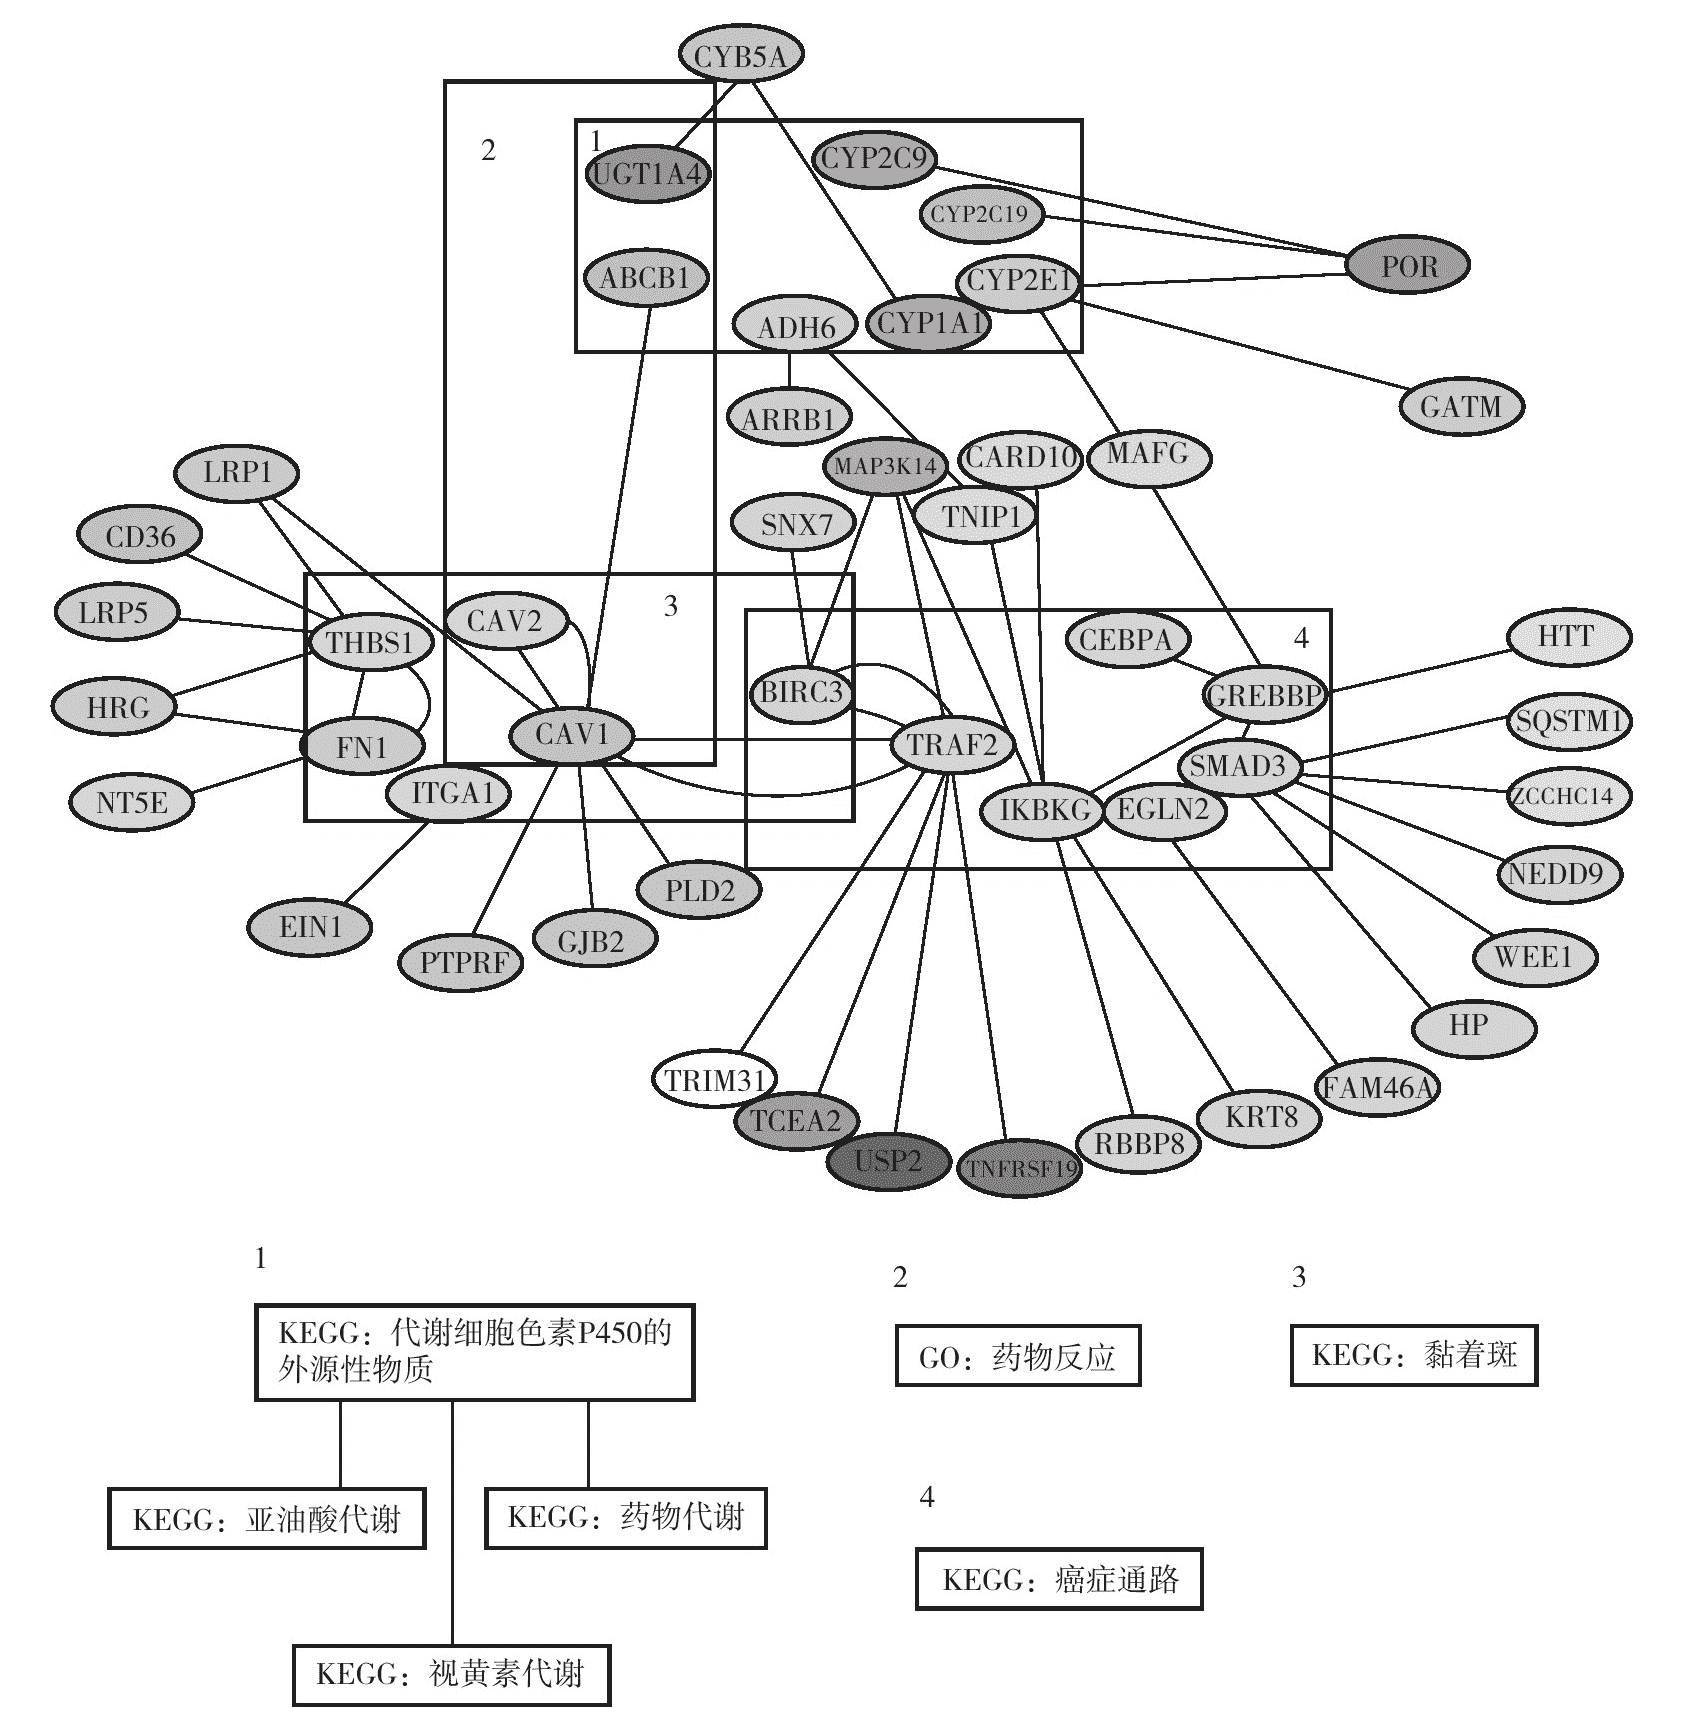 CYB5A
2
1
UGT1A4
CYP2C9
CYP2C19
ABCB1
CYP2E1
POR
ADH6
CYP1A1
ARRB1
GATM
LRP1
MAP3K14
CARD10
MAFG
CD36
SNX7
TNIP1
LRP5
THBS1
CAV2
3
CEBPA
4
HTT
HRG
BIRC3
GREBBP
SQSTM1
FN1
CAV1
TRAF2
SMAD3
NT5E
ITGA1
IKBKG
EGLN2
ZCCHC14
EIN1
PTPRF
GJB2
PLD2
NEDD9
WEE1
HP
TRIM31
TCEA2
USP2
TNFRSF19
RBBP8
KRT8
FAM46A
1
KEGG：代谢细胞色素P450的
外源性物质
2
GO：药物反应
3
KEGG：黏着斑
KEGG：亚油酸代谢
KEGG：药物代谢
4
KEGG：癌症通路
KEGG：视黄素代谢